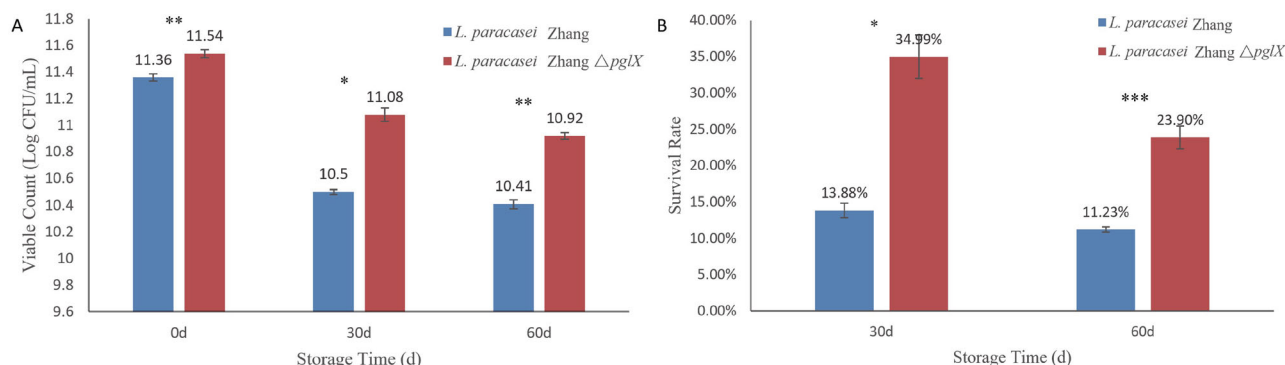 A
Viable Count (Log CFU/mL)
11.8
11.6
11.4
11.2
11
10.8
10.6
10.4
10.2
10
9.8
9.6
**
11.36
11.54
*
10.5
11.08
**
10.41
10.92
L. paracasei Zhang
L. paracasei Zhang △pglX
0d
30d
60d
Storage Time (d)
B
Survival Rate
40.00%
35.00%
30.00%
25.00%
20.00%
15.00%
10.00%
5.00%
0.00%
*
13.88%
34.99%
***
11.23%
23.90%
L. paracasei Zhang
L. paracasei Zhang △pglX
30d
60d
Storage Time (d)